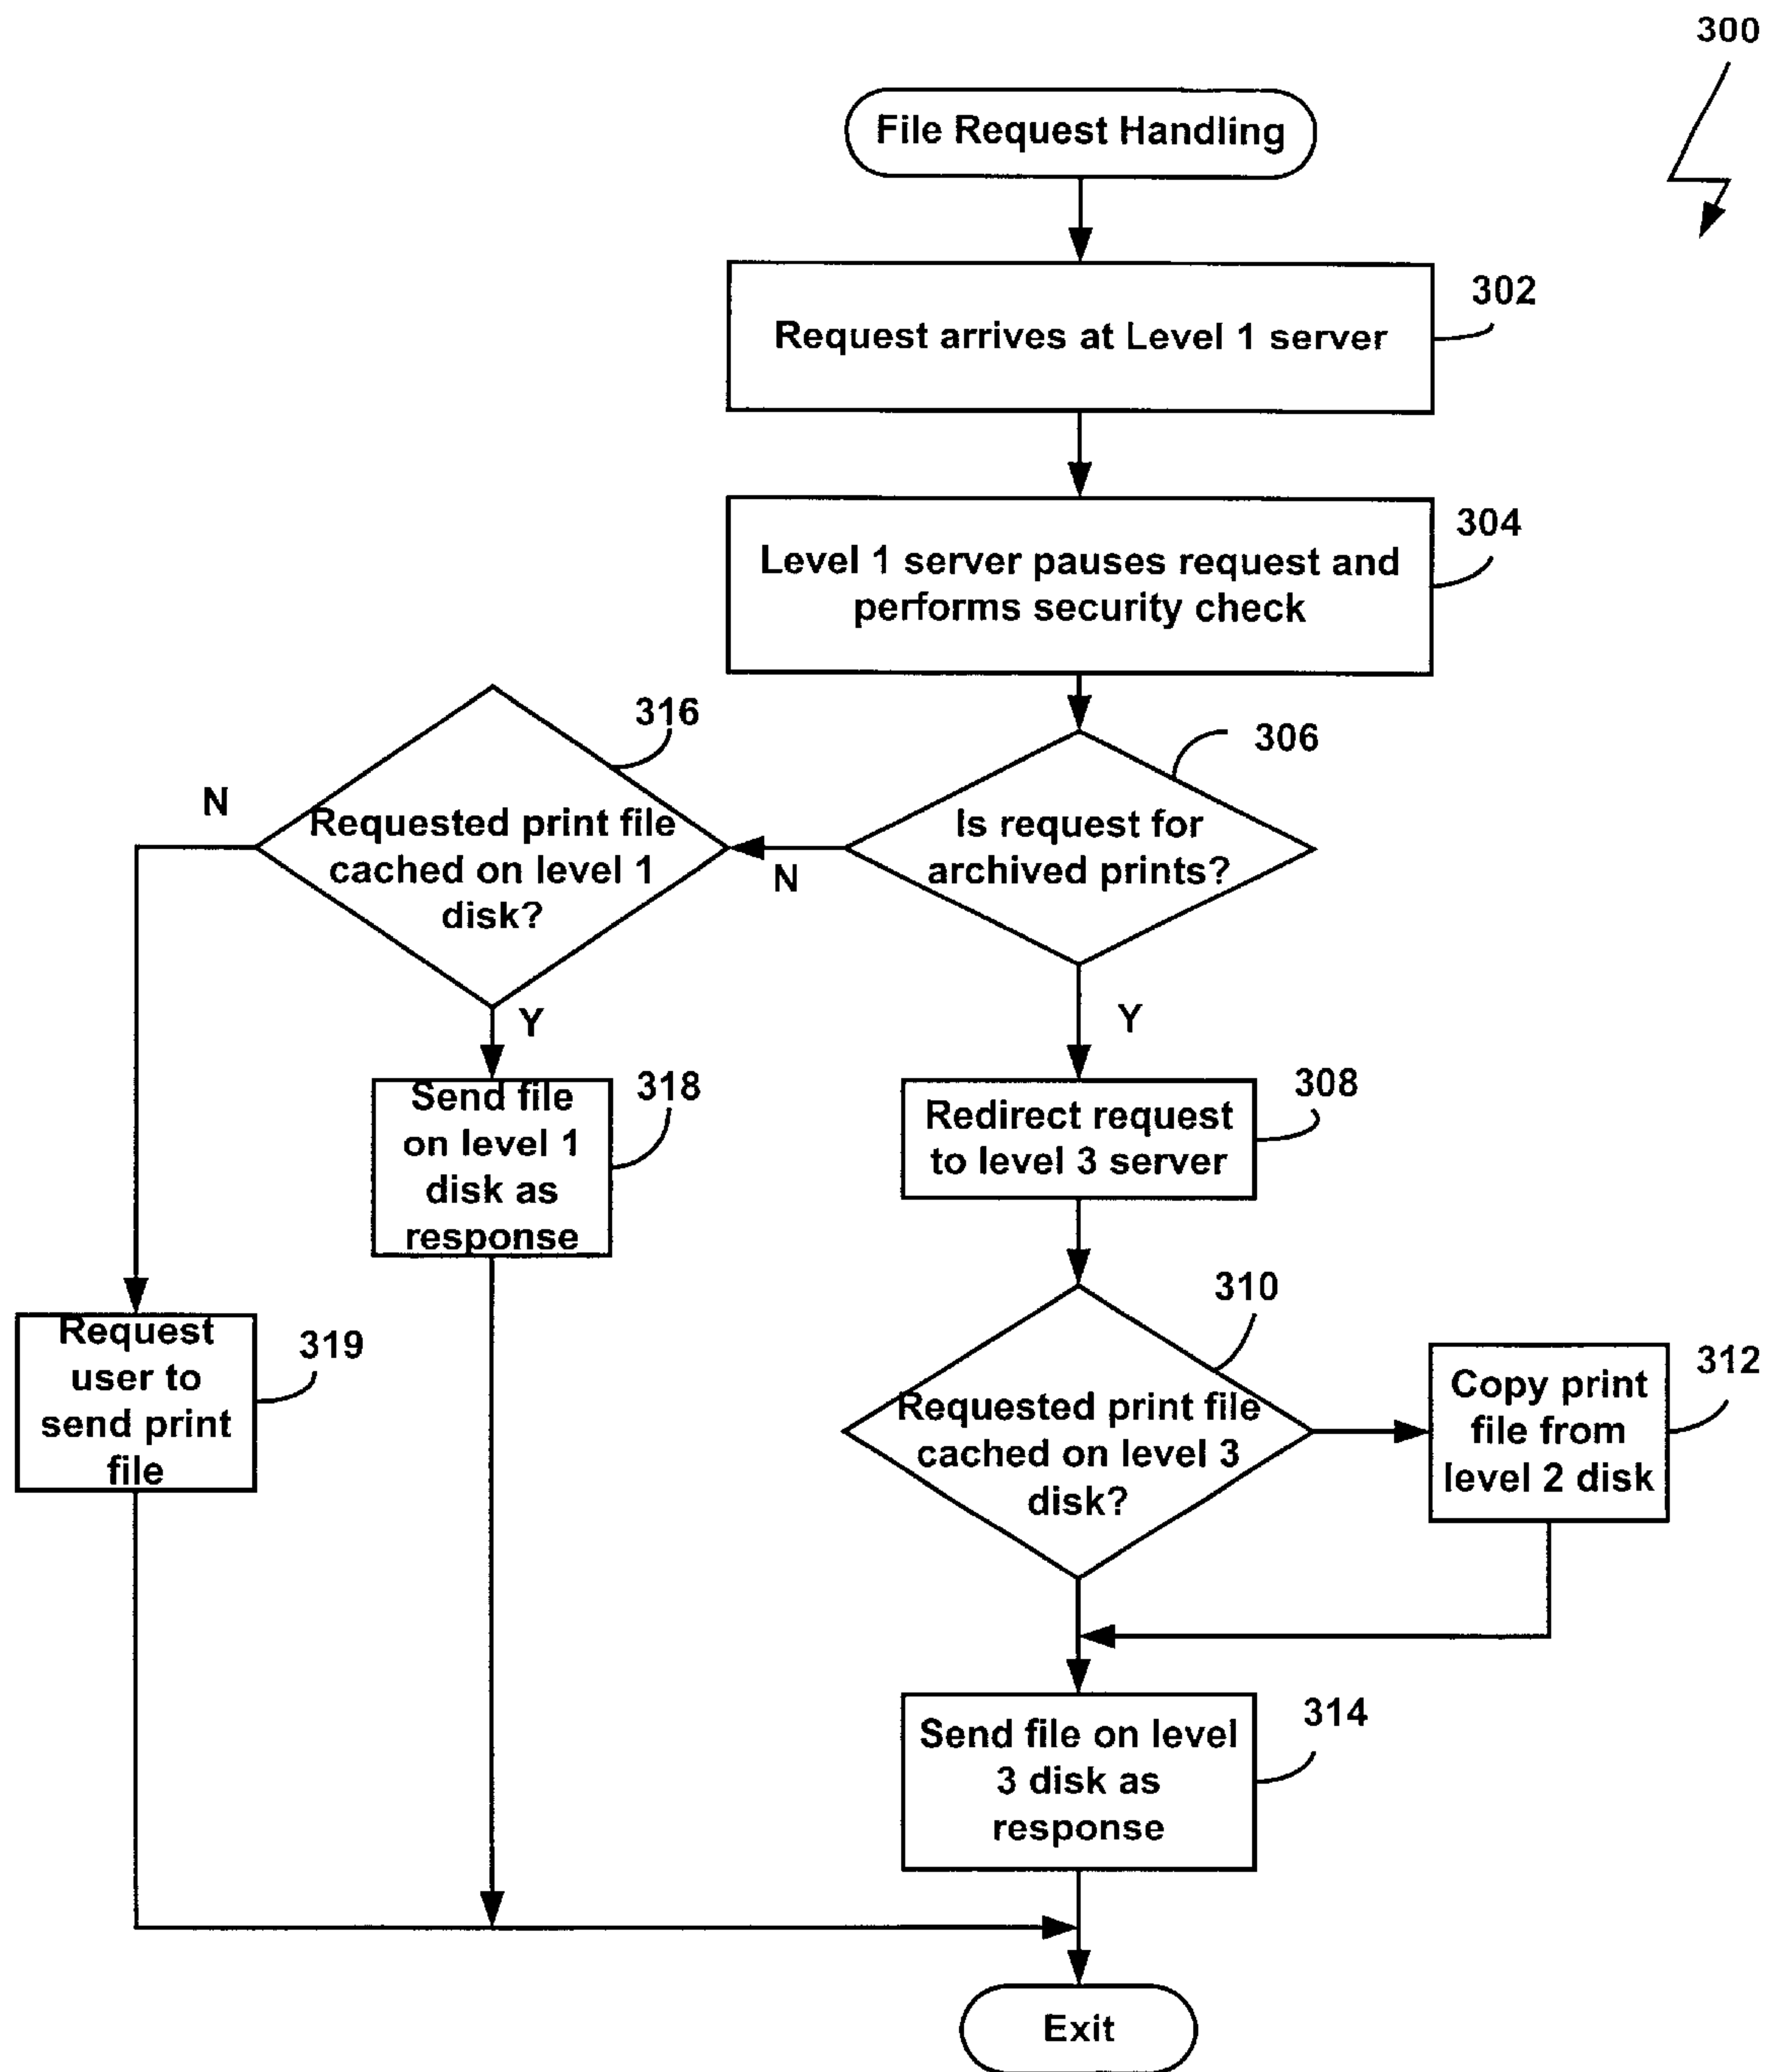 300
File Request Handling
302
Request arrives at Level 1 server
304
Level 1 server pauses request and
performs security check
316
306
N
Requested print file
cached on level 1
disk?
N
Is request for
archived prints?
Y
Y
318
Send file
on level 1
disk as
response
308
Redirect request
to level 3 server
319
Request
user to
send print
file
310
Requested print file
cached on level 3
disk?
312
Copy print
file from
level 2 disk
314
Send file on level
3 disk as
response
Exit